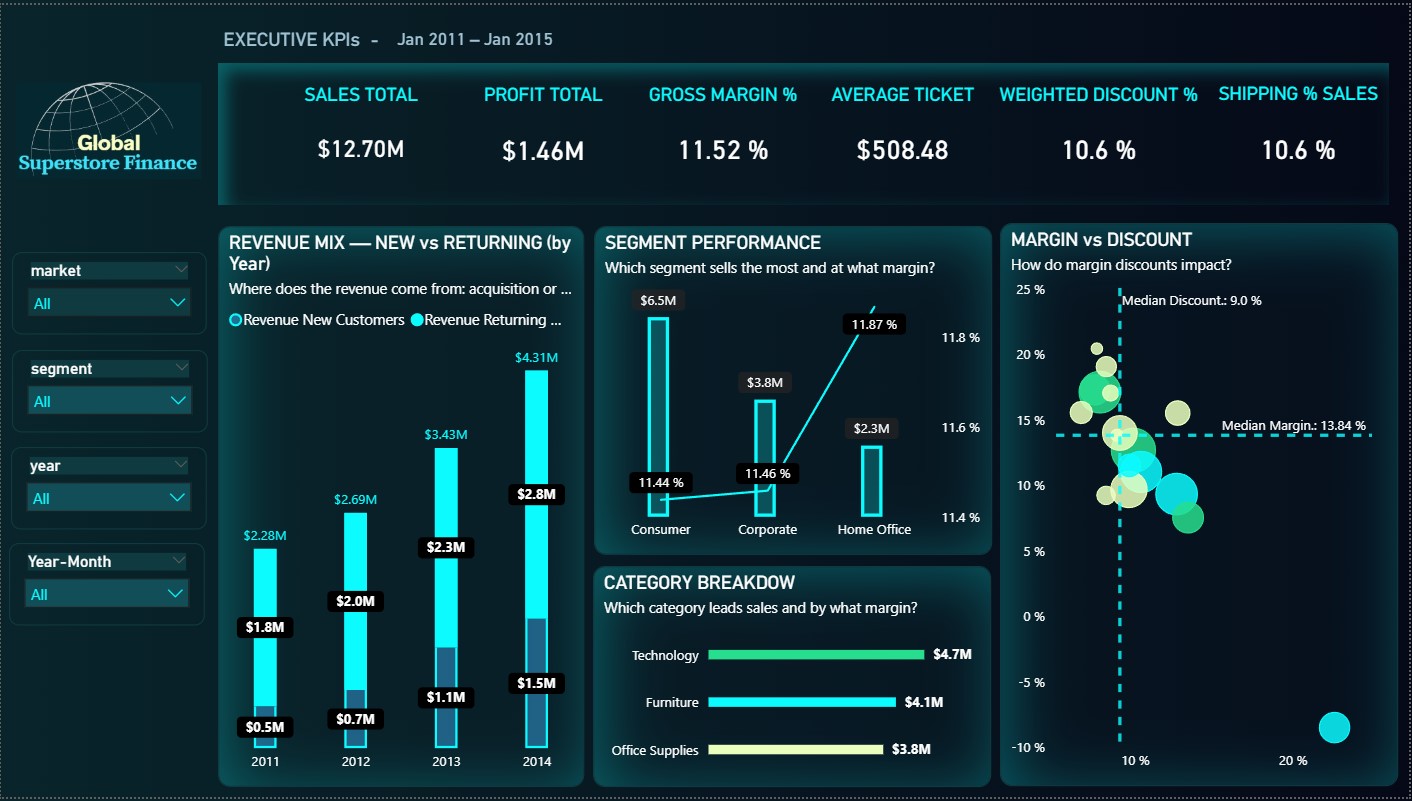 EXECUTIVE KPIs - Jan 2011 – Jan 2015
Global
Superstore Finance
SALES TOTAL PROFIT TOTAL GROSS MARGIN % AVERAGE TICKET WEIGHTED DISCOUNT % SHIPPING % SALES
$12.70M $1.46M 11.52 % $508.48 10.6 % 10.6 %
market
All
segment
All
year
All
Year-Month
All
REVENUE MIX — NEW vs RETURNING (by
Year)
Where does the revenue come from: acquisition or ...
Revenue New Customers Revenue Returning ...
$4.31M
$3.43M
$2.69M
$2.28M
$2.8M
$2.3M
$2.0M
$1.8M
$1.5M
$1.1M
$0.7M
$0.5M
2011 2012 2013 2014
SEGMENT PERFORMANCE
Which segment sells the most and at what margin?
$6.5M
11.87 %
11.8 %
$3.8M
$2.3M
11.6 %
11.46 %
11.44 %
11.4 %
Consumer Corporate Home Office
CATEGORY BREAKDOW
Which category leads sales and by what margin?
Technology $4.7M
Furniture $4.1M
Office Supplies $3.8M
MARGIN vs DISCOUNT
How do margin discounts impact?
25 %
Median Discount.: 9.0 %
20 %
15 %
Median Margin.: 13.84 %
10 %
5 %
0 %
-5 %
-10 %
10 % 20 %